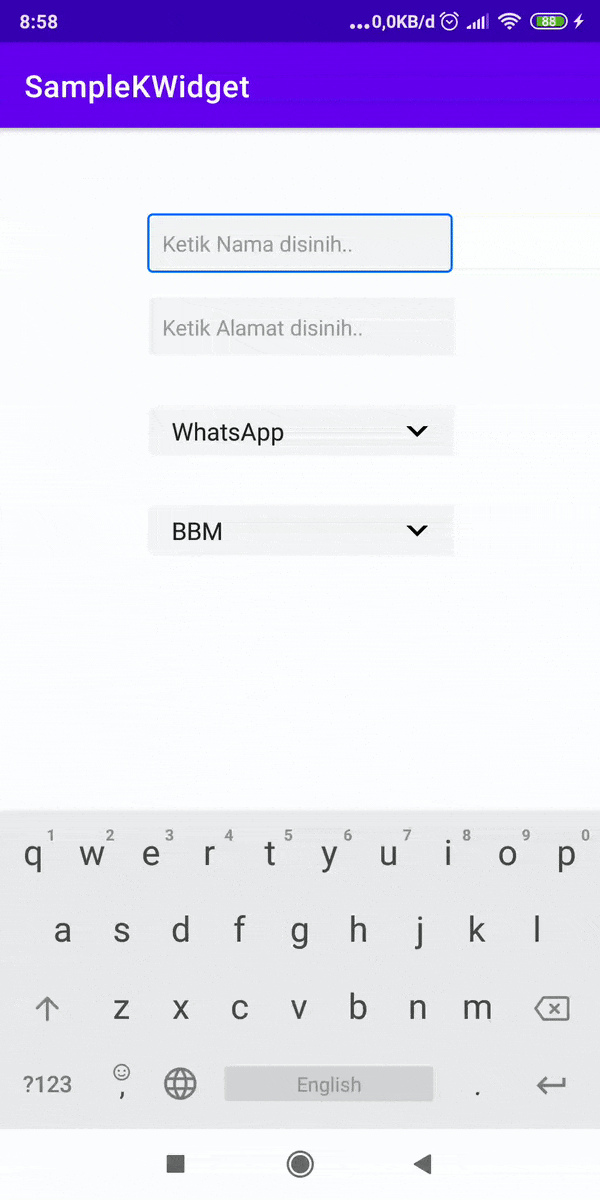 8:58 ...0,0KB/d 88
SampleKWidget
Ketik Nama disinih..
Ketik Alamat disinih..
WhatsApp
BBM
1 2 3 4 5 6 7 8 9 0
q w e r t y u i o p
a s d f g h j k l
z x c v b n m
?123 , English .